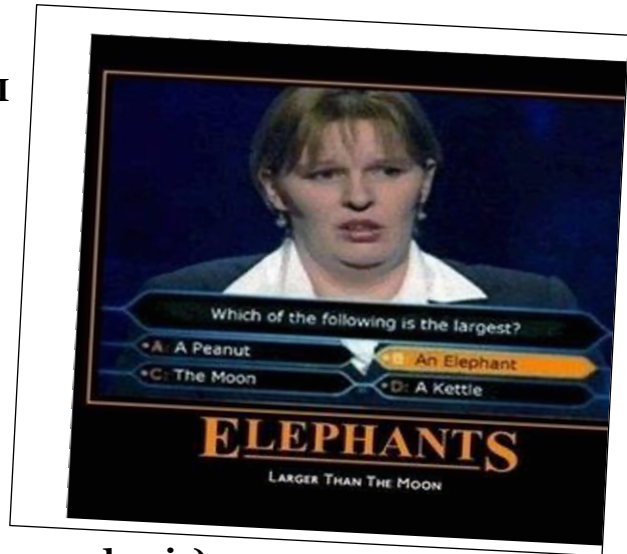 Which of the following is the largest?
A: A Peanut
B: An Elephant
C: The Moon
D: A Kettle
ELEPHANTS
LARGER THAN THE MOON